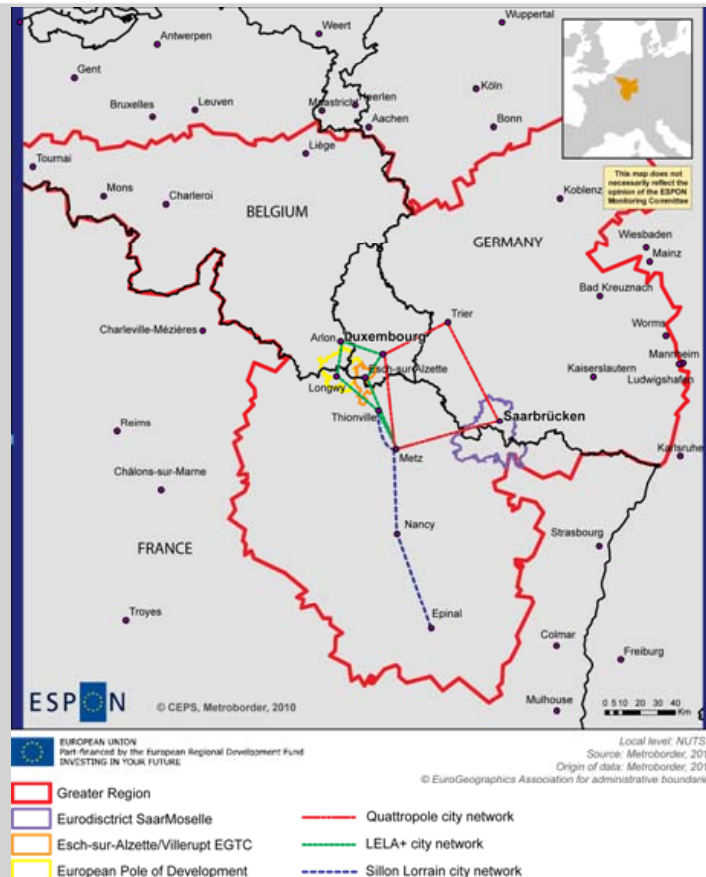 Weert
Wuppertal
Antwerpen
Gent
Köln
Bruxelles
Leuven
Maastricht
Heerlen
Aachen
Bonn
Liège
Tournai
This map does not
necessarily reflect the
opinion of the ESPON
Monitoring Committee
Mons
Charleroi
Koblenz
BELGIUM
GERMANY
Wiesbaden
Mainz
Bad Kreuznach
Trier
Charleville-Mézières
Arlon
Duxembourg
Worms
Esch-sur-Alzette
Mannheim
Longwy
Kaiserslautern
Ludwigshafen
Thionville
Saarbrücken
Reims
Metz
Karlsruhe
Châlons-sur-Marne
Nancy
Strasbourg
FRANCE
Troyes
Epinal
Colmar
Freiburg
Mulhouse
ESPON
© CEPS, Metroborder, 2010
0 5 10 20 30 40
Km
EUROPEAN UNION
Part-financed by the European Regional Development Fund
INVESTING IN YOUR FUTURE
Local level: NUTS
Source: Metroborder, 201
Origin of data: Metroborder, 201
© EuroGeographics Association for administrative boundarie
Greater Region
Eurodisctrict SaarMoselle
Esch-sur-Alzette/Villerupt EGTC
European Pole of Development
Quattropole city network
LELA+ city network
Sillon Lorrain city network